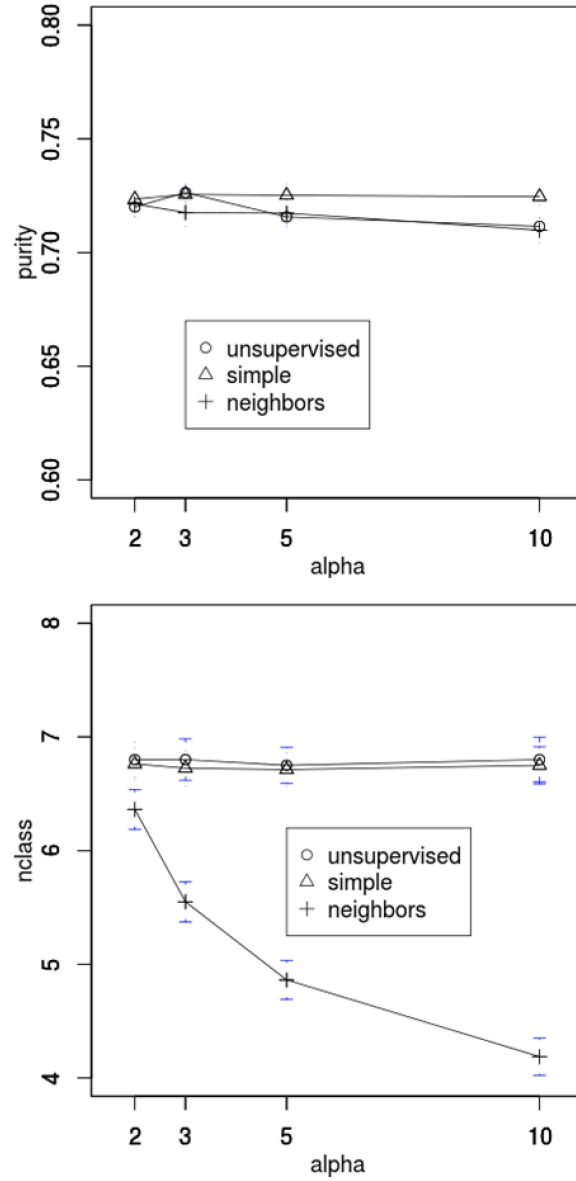 0.80
0.75
0.70
0.65
0.60
purity
unsupervised
simple
neighbors
2 3 5 10
alpha
8
7
6
5
4
nclass
unsupervised
simple
neighbors
2 3 5 10
alpha